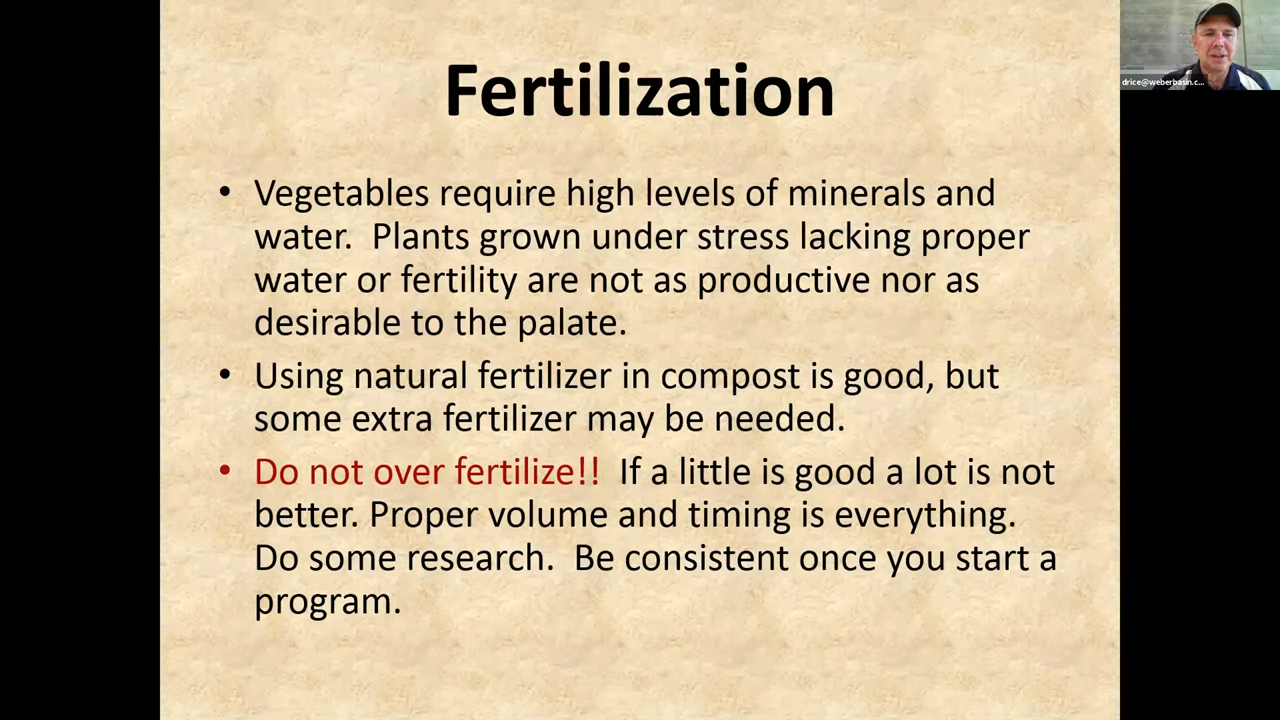 Fertilization
• Vegetables require high levels of minerals and
water.  Plants grown under stress lacking proper
water or fertility are not as productive nor as
desirable to the palate.
• Using natural fertilizer in compost is good, but
some extra fertilizer may be needed.
• Do not over fertilize!!  If a little is good a lot is not
better. Proper volume and timing is everything.
Do some research.  Be consistent once you start a
program.
drice@weberbasin.c...